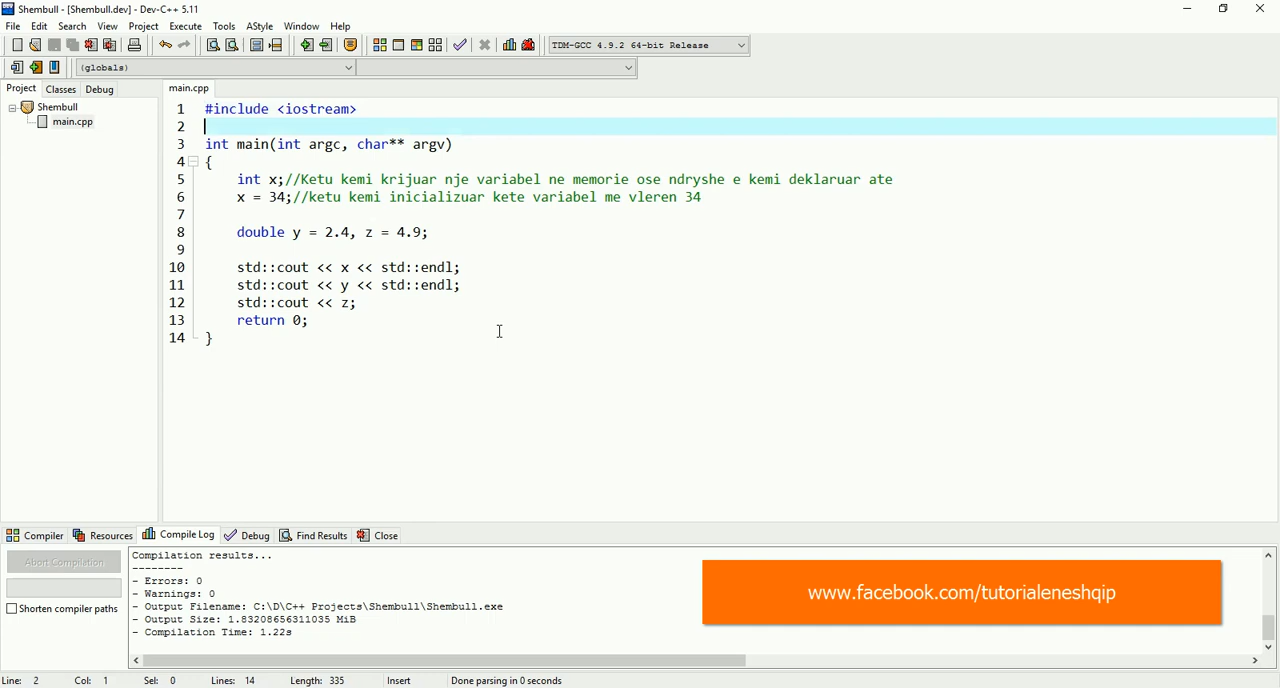 Shembull - [Shembull.dev] - Dev-C++ 5.11
File Edit Search View Project Execute Tools AStyle Window Help
TDM-GCC 4.9.2 64-bit Release
(globals)
Project Classes Debug
main.cpp
Shembull
main.cpp
1 #include <iostream>
2
3 int main(int argc, char** argv)
4 {
5 int x;//Ketu kemi krijuar nje variabel ne memorie ose ndryshe e kemi deklaruar ate
6 x = 34;//ketu kemi inicializuar kete variabel me vleren 34
7
8 double y = 2.4, z = 4.9;
9
10 std::cout << x << std::endl;
11 std::cout << y << std::endl;
12 std::cout << z;
13 return 0;
14 }
Compiler Resources Compile Log Debug Find Results Close
Abort Compilation
Shorten compiler paths
Compilation results...
--------
- Errors: 0
- Warnings: 0
- Output Filename: C:\D\C++ Projects\Shembull\Shembull.exe
- Output Size: 1.83208656311035 MiB
- Compilation Time: 1.22s
www.facebook.com/tutorialeneshqip
Line: 2 Col: 1 Sel: 0 Lines: 14 Length: 335 Insert Done parsing in 0 seconds